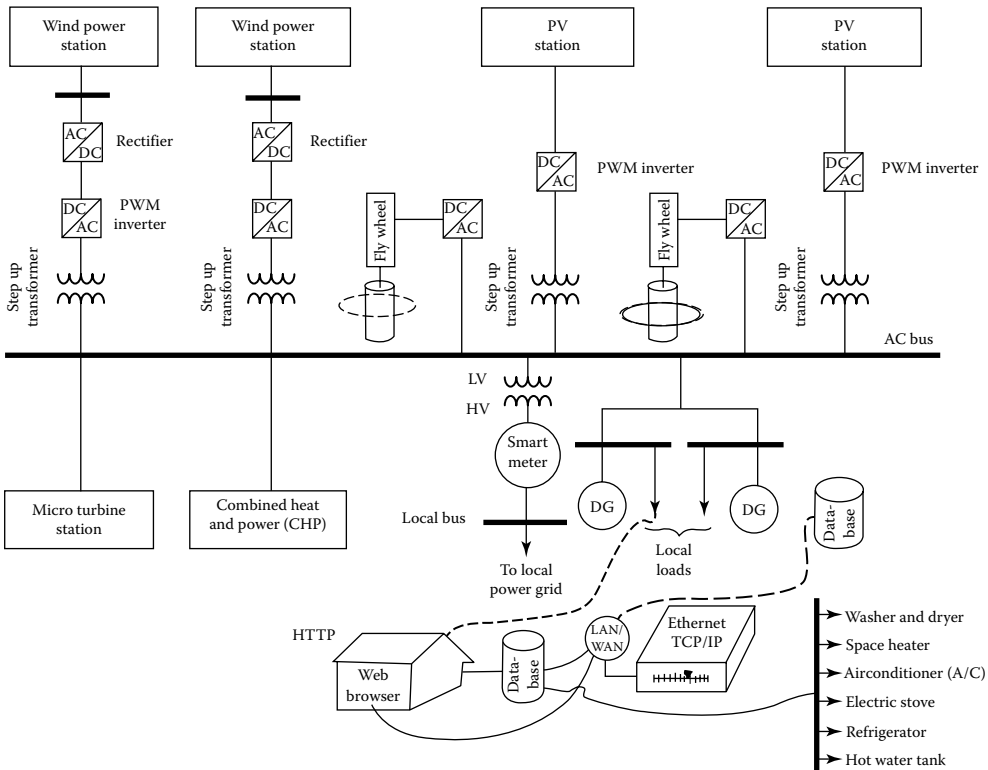 Wind power
station
Wind power
station
PV
station
PV
station
AC
DC
Rectifier
AC
DC
Rectifier
DC
AC
PWM inverter
DC
AC
PWM inverter
DC
AC
PWM
inverter
DC
AC
Fly wheel
DC
AC
Fly wheel
DC
AC
Step up
transformer
Step up
transformer
Step up
transformer
Step up
transformer
AC bus
LV
HV
Smart
meter
Micro turbine
station
Combined heat
and power (CHP)
Local bus
DG
DG
Data-
base
To local
power grid
Local
loads
HTTP
Web
browser
Data-
base
LAN/
WAN
Ethernet
TCP/IP
Washer and dryer
Space heater
Airconditioner (A/C)
Electric stove
Refrigerator
Hot water tank